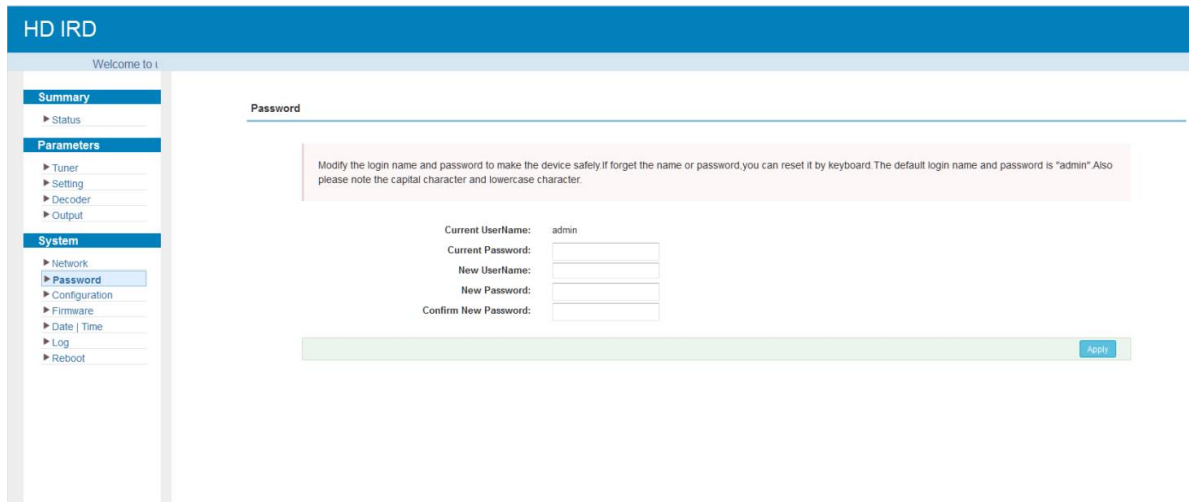 HD IRD
Welcome to
Summary
Status
Parameters
Tuner
Setting
Decoder
Output
System
Network
Password
Configuration
Firmware
Date | Time
Log
Reboot
Password
Modify the login name and password to make the device safely.If forget the name or password,you can reset it by keyboard.The default login name and password is "admin".Also
please note the capital character and lowercase character.
Current UserName: admin
Current Password:
New UserName:
New Password:
Confirm New Password:
Apply